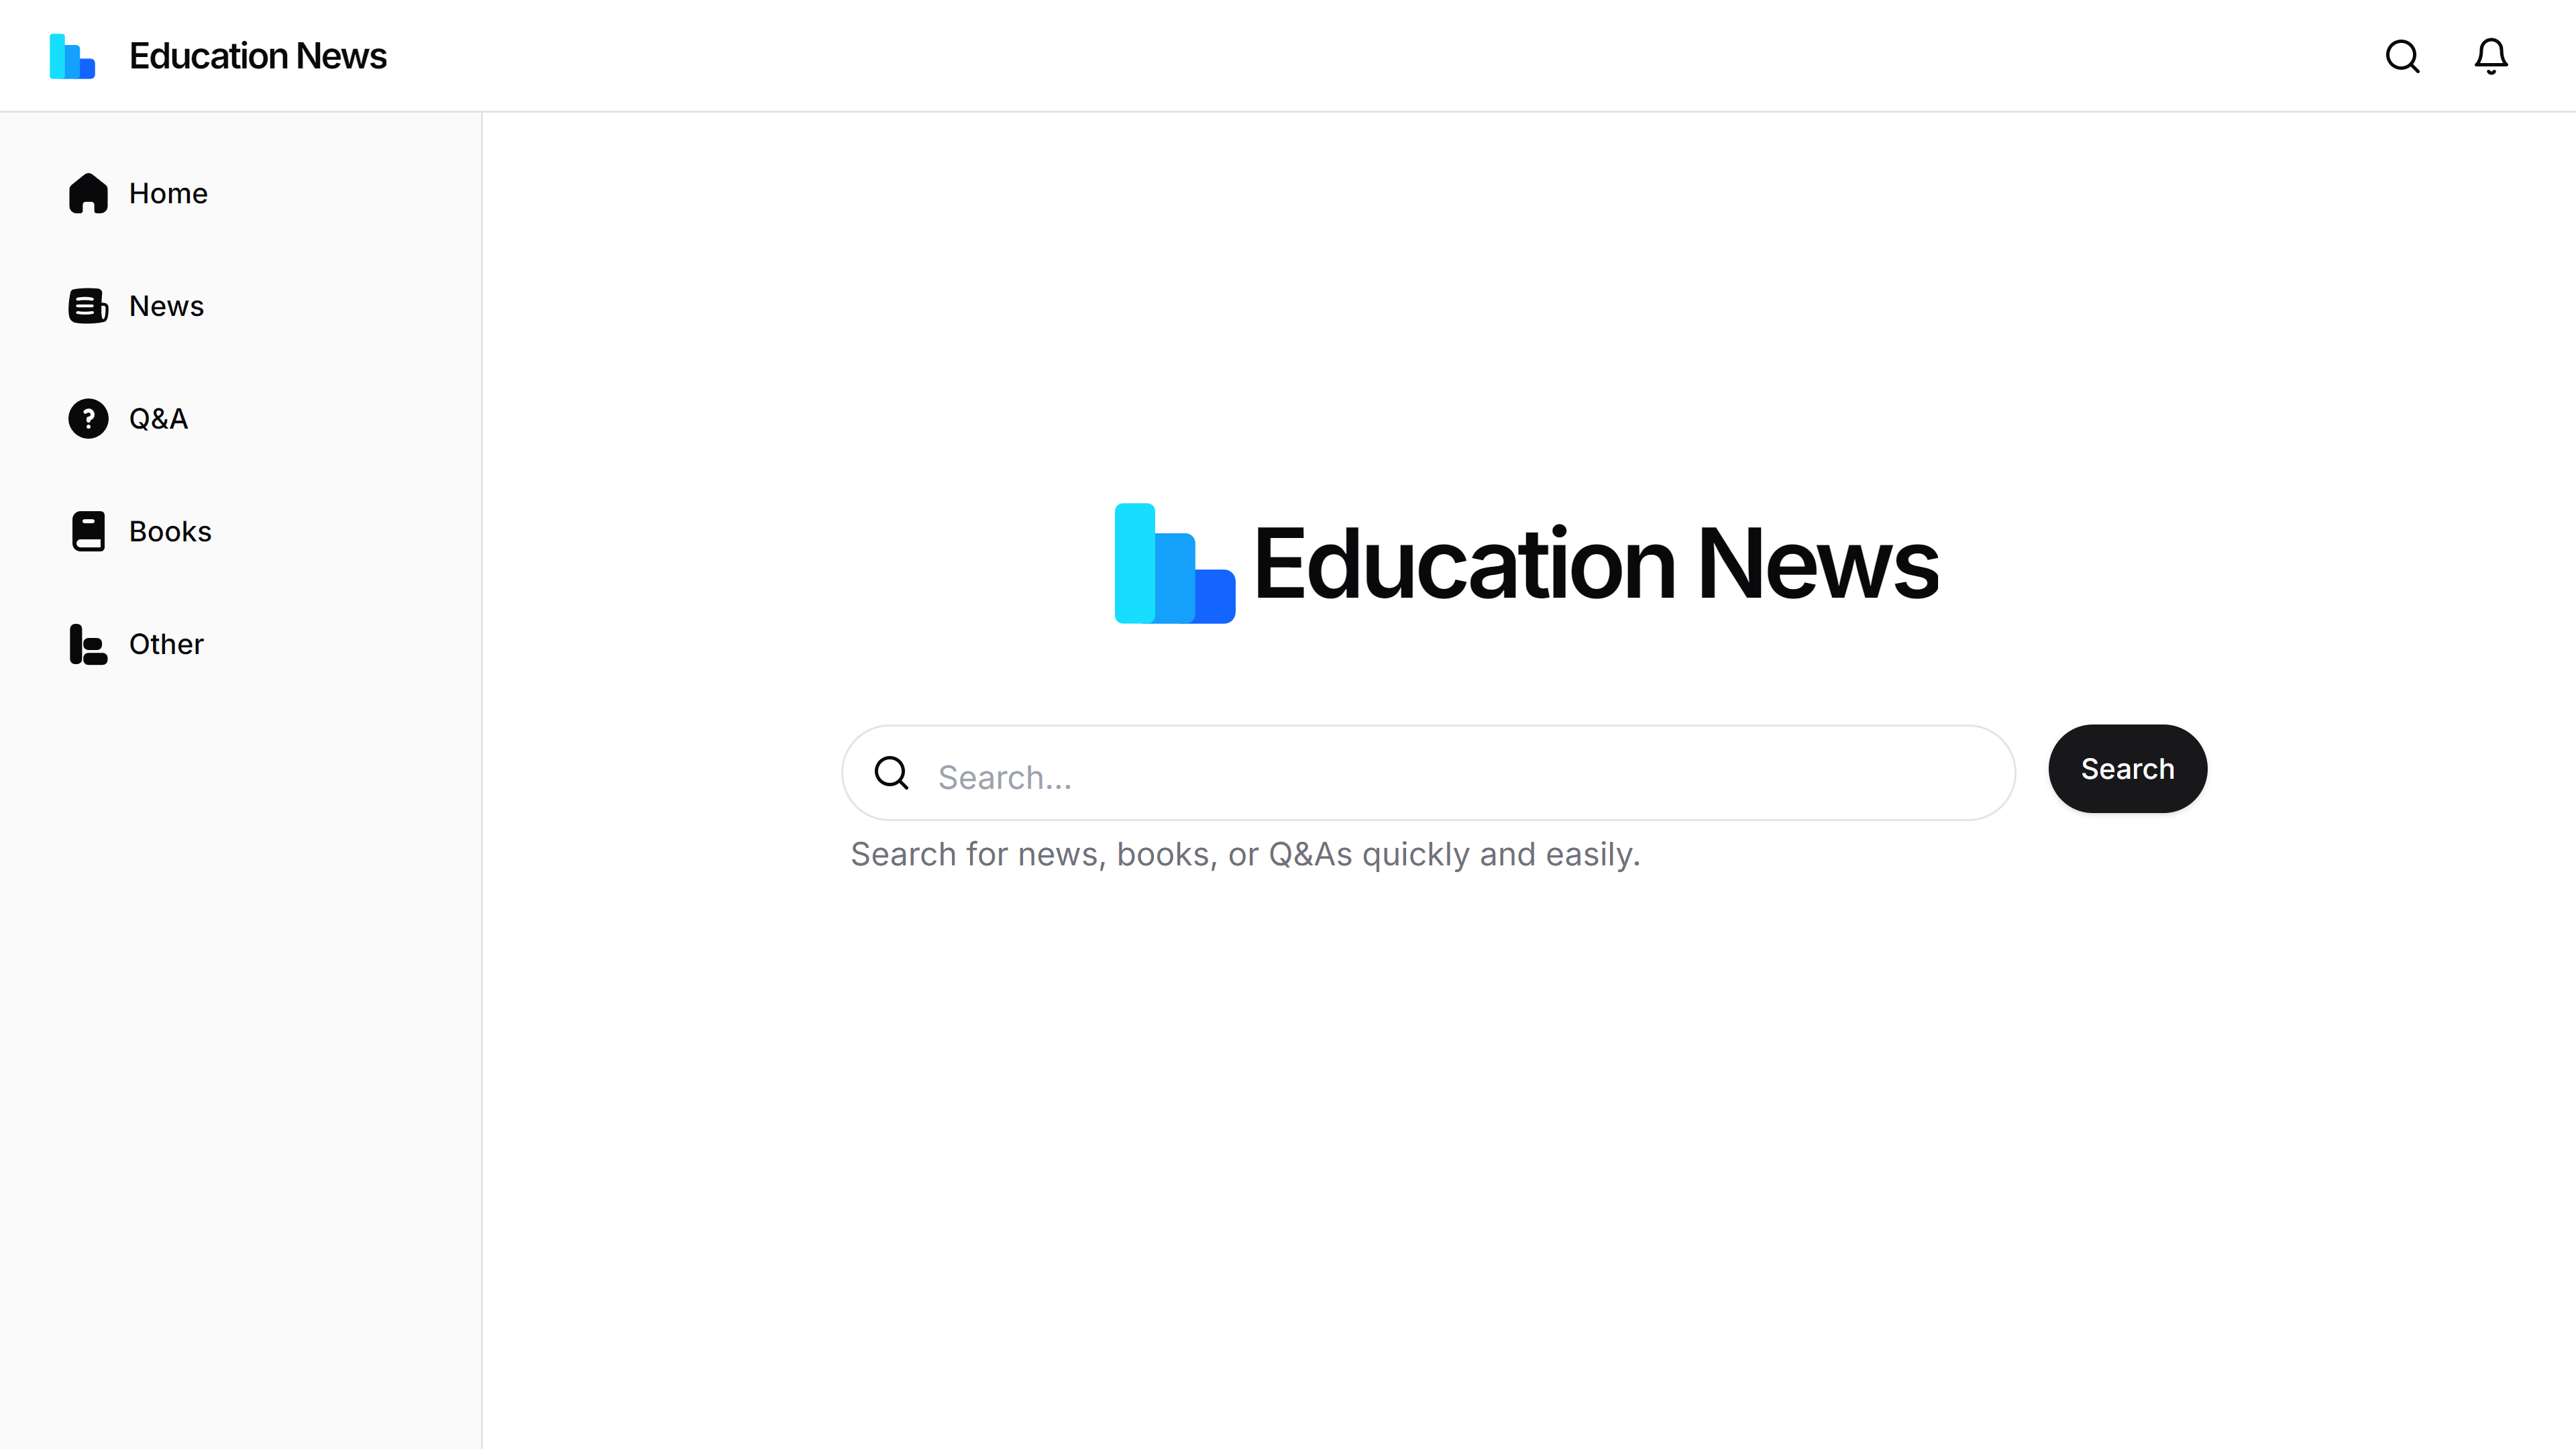 Education News
Home
News
Q&A
Books
Other
Education News
Search...
Search
Search for news, books, or Q&As quickly and easily.